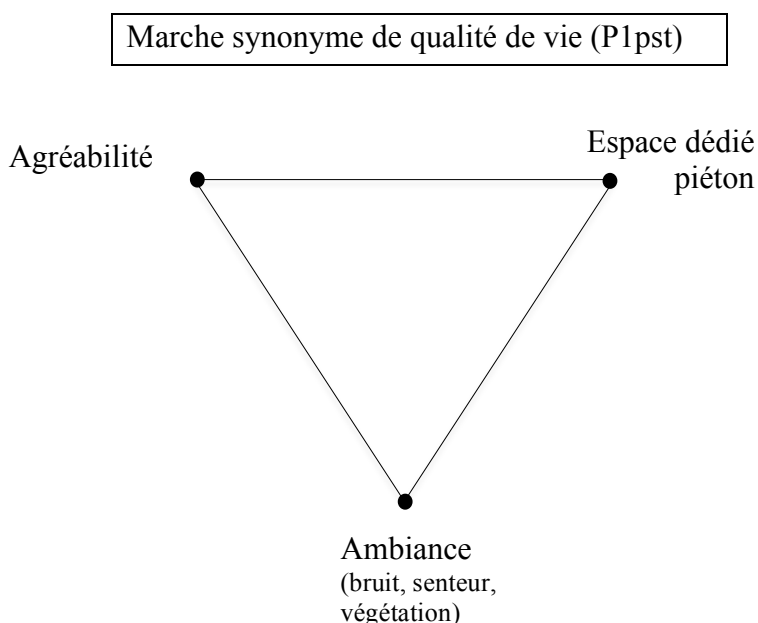 Marche synonyme de qualité de vie (P1pst)
Agréabilité
Espace dédié
piéton
Ambiance
(bruit, senteur,
végétation)